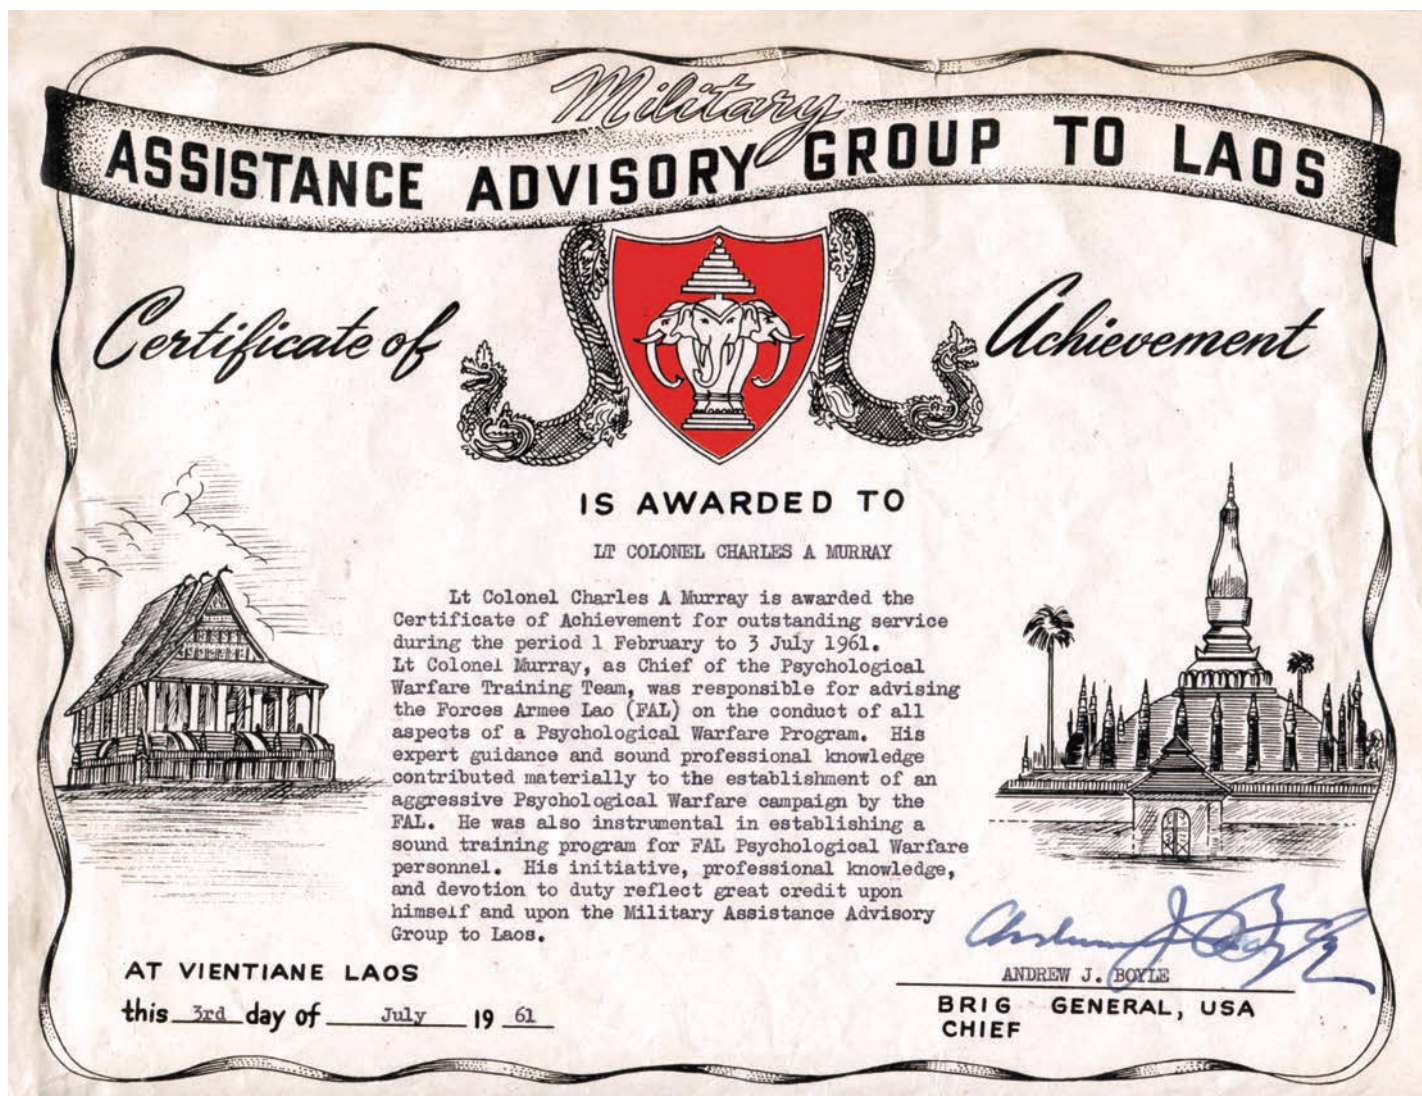 Military
ASSISTANCE ADVISORY GROUP TO LAOS
Certificate of Achievement
IS AWARDED TO
LT COLONEL CHARLES A MURRAY
Lt Colonel Charles A Murray is awarded the
Certificate of Achievement for outstanding service
during the period 1 February to 3 July 1961.
Lt Colonel Murray, as Chief of the Psychological
Warfare Training Team, was responsible for advising
the Forces Armee Lao (FAL) on the conduct of all
aspects of a Psychological Warfare Program. His
expert guidance and sound professional knowledge
contributed materially to the establishment of an
aggressive Psychological Warfare campaign by the
FAL. He was also instrumental in establishing a
sound training program for FAL Psychological Warfare
personnel. His initiative, professional knowledge,
and devotion to duty reflect great credit upon
himself and upon the Military Assistance Advisory
Group to Laos.
AT VIENTIANE LAOS
this 3rd day of July 19 61
Andrew J. Boyle
ANDREW J. BOYLE
BRIG GENERAL, USA
CHIEF